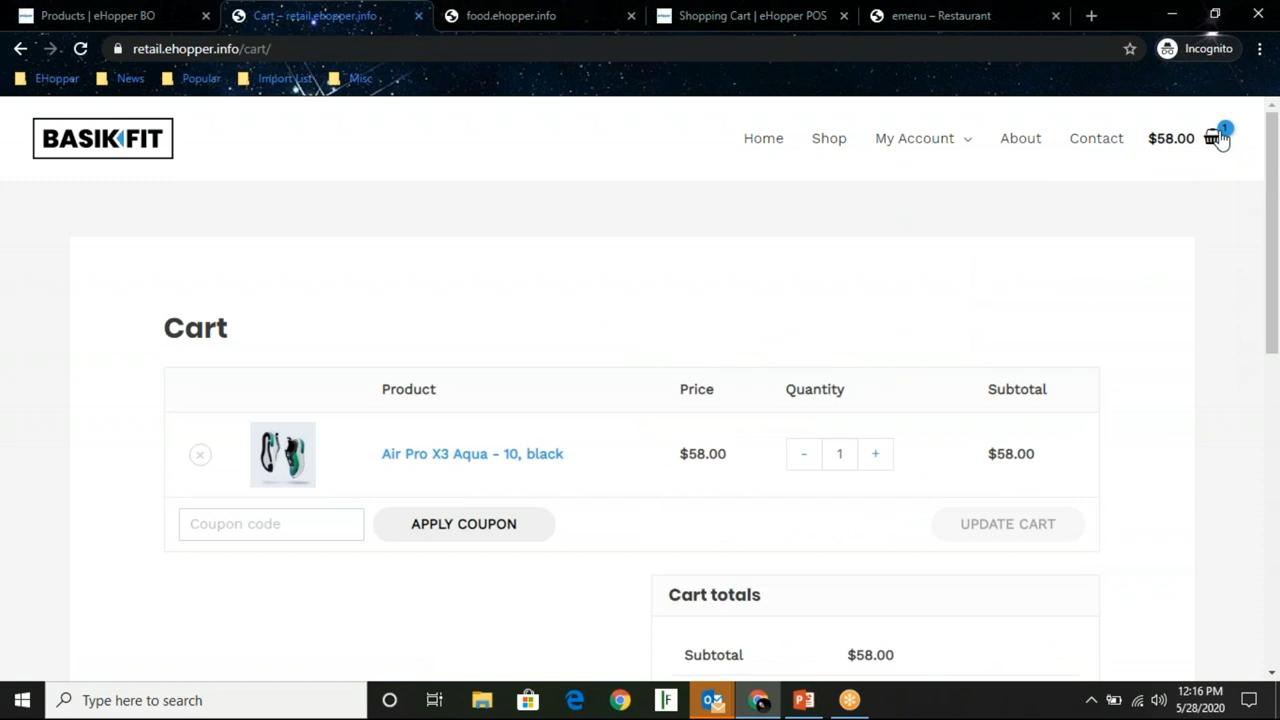 Products | eHopper BO
Cart – retail.ehopper.info
food.ehopper.info
Shopping Cart | eHopper POS
emenu – Restaurant
retail.ehopper.info/cart/
Incognito
EHopper
News
Popular
Import List
Misc
BASIK FIT
Home
Shop
My Account
About
Contact
$58.00
1
Cart
Product
Price
Quantity
Subtotal
Air Pro X3 Aqua - 10, black
$58.00
- 1 +
$58.00
Coupon code
APPLY COUPON
UPDATE CART
Cart totals
Subtotal
$58.00
Type here to search
12:16 PM
5/28/2020